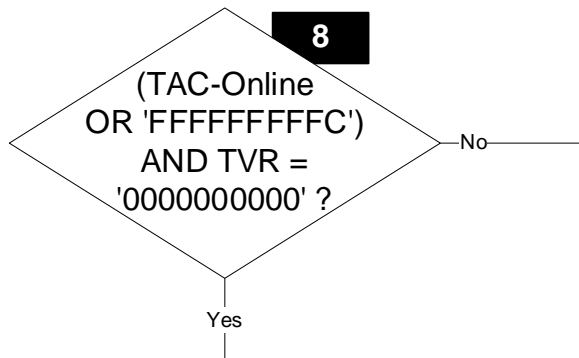 8
(TAC-Online
OR 'FFFFFFFFFC')
AND TVR =
'0000000000' ?
No
Yes